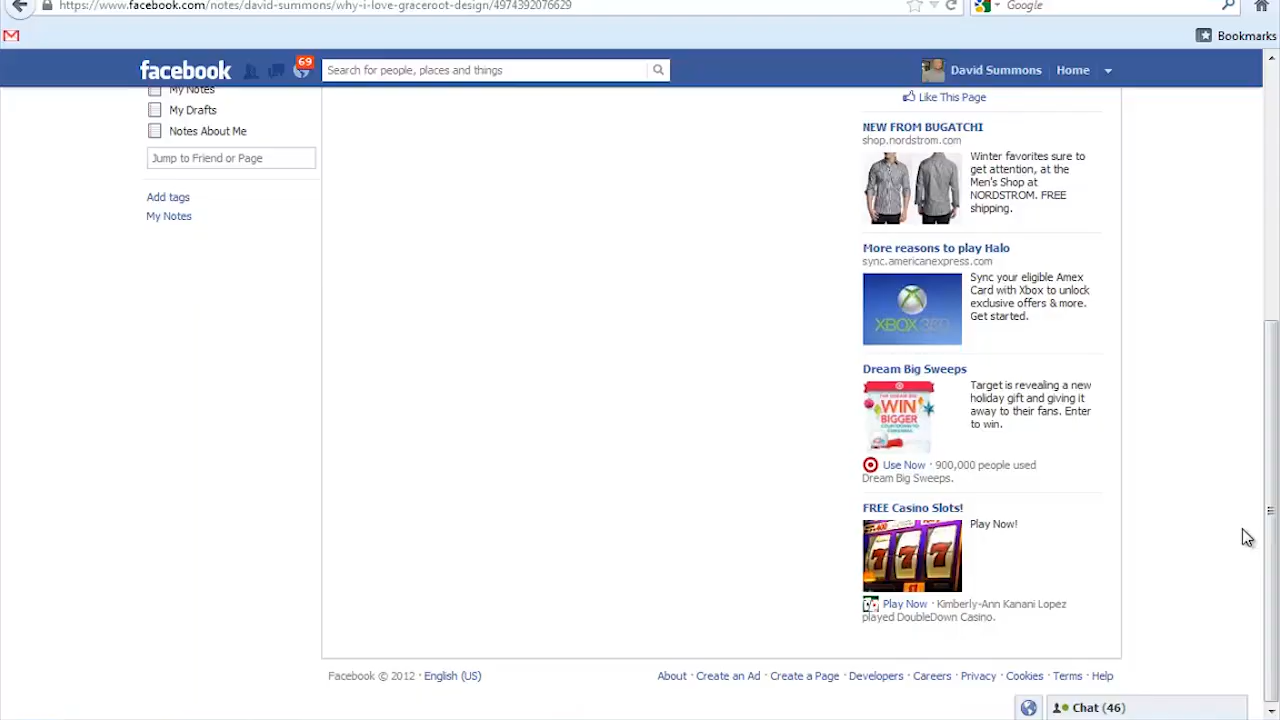 https://www.facebook.com/notes/david-summons/why-i-love-graceroot-design/4974392076629
Google
Bookmarks
facebook
69
Search for people, places and things
David Summons
Home
My Notes
My Drafts
Notes About Me
Jump to Friend or Page
Add tags
My Notes
Like This Page
NEW FROM BUGATCHI
shop.nordstrom.com
Winter favorites sure to
get attention, at the
Men's Shop at
NORDSTROM. FREE
shipping.
More reasons to play Halo
sync.americanexpress.com
XBOX 360
Sync your eligible Amex
Card with Xbox to unlock
exclusive offers & more.
Get started.
Dream Big Sweeps
WIN
BIGGER
Target is revealing a new
holiday gift and giving it
away to their fans. Enter
to win.
Use Now · 900,000 people used
Dream Big Sweeps.
FREE Casino Slots!
7 7 7
Play Now!
Play Now · Kimberly-Ann Kanani Lopez
played DoubleDown Casino.
Facebook © 2012 · English (US)
About · Create an Ad · Create a Page · Developers · Careers · Privacy · Cookies · Terms · Help
Chat (46)